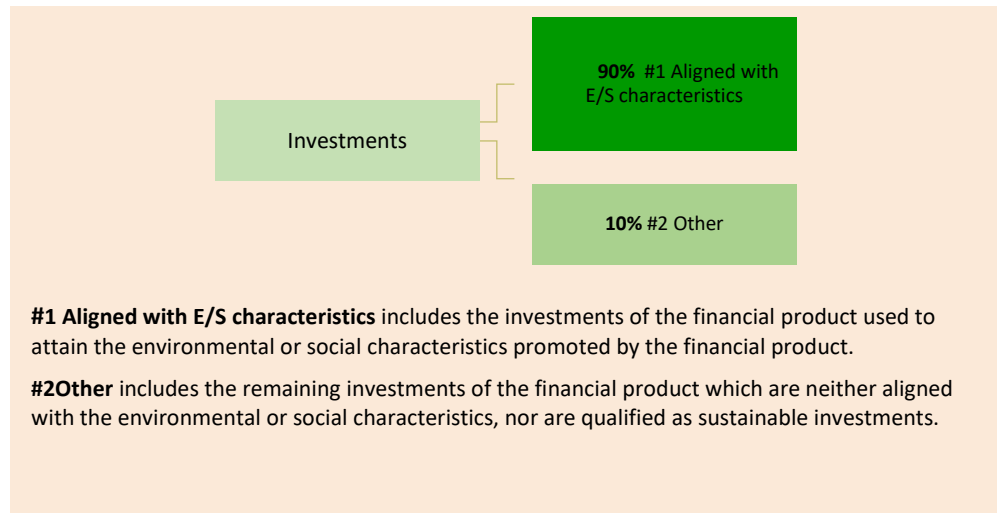 90% #1 Aligned with
E/S characteristics
Investments
10% #2 Other
#1 Aligned with E/S characteristics includes the investments of the financial product used to
attain the environmental or social characteristics promoted by the financial product.
#2Other includes the remaining investments of the financial product which are neither aligned
with the environmental or social characteristics, nor are qualified as sustainable investments.